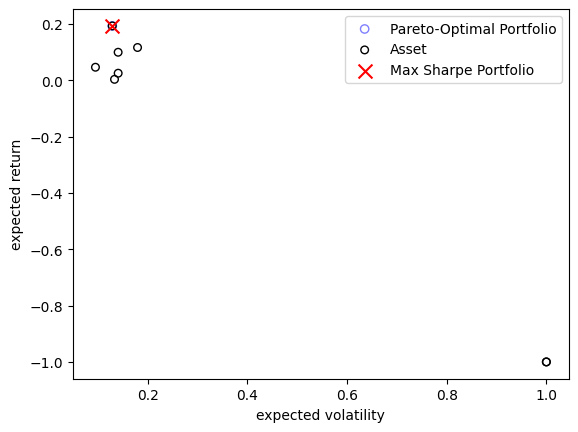 0.2
0.0
−0.2
−0.4
−0.6
−0.8
−1.0
expected return
Pareto-Optimal Portfolio
Asset
Max Sharpe Portfolio
0.2
0.4
0.6
0.8
1.0
expected volatility